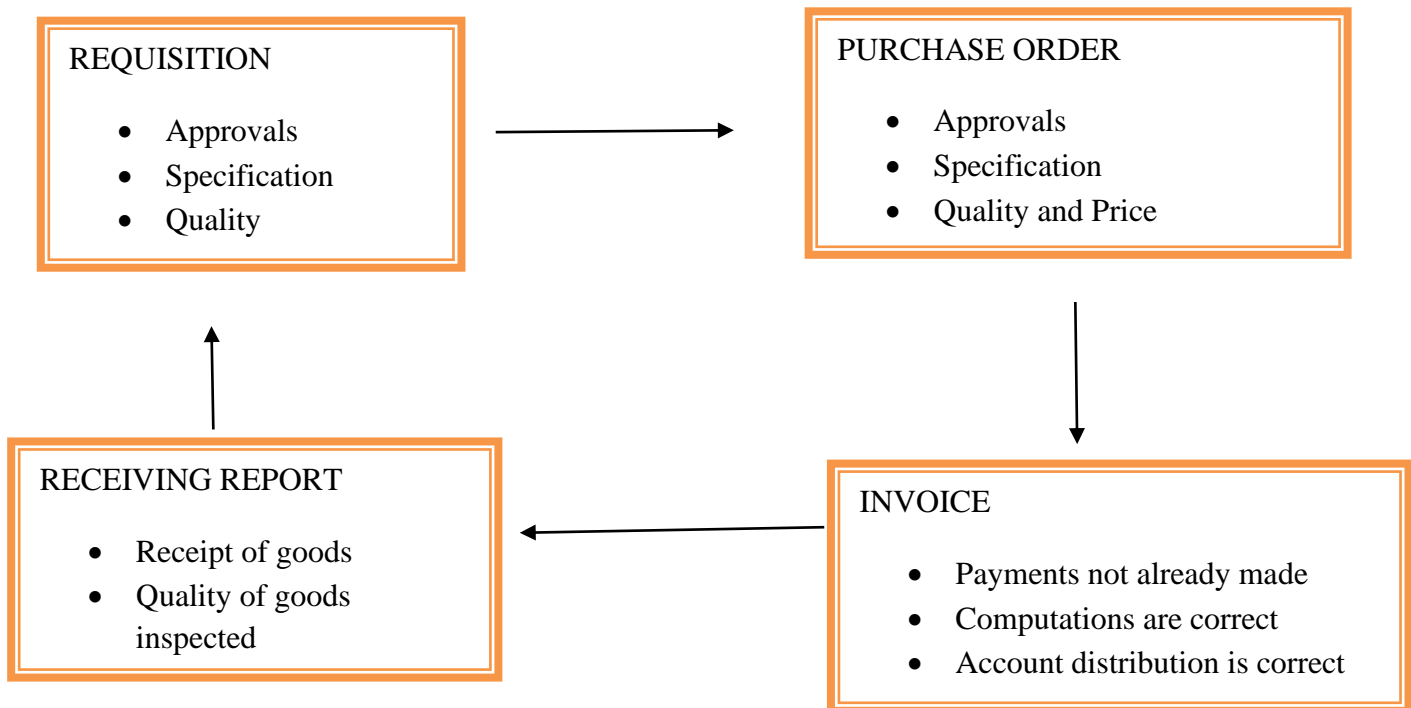 REQUISITION
• Approvals
• Specification
• Quality
PURCHASE ORDER
• Approvals
• Specification
• Quality and Price
RECEIVING REPORT
• Receipt of goods
• Quality of goods
inspected
INVOICE
• Payments not already made
• Computations are correct
• Account distribution is correct